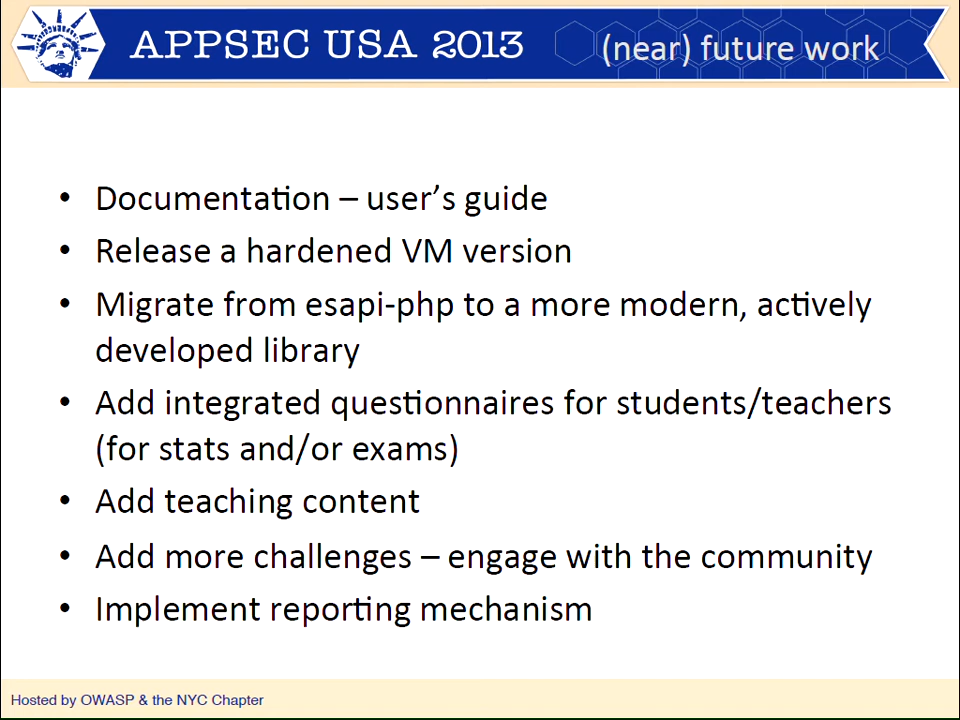 APPSEC USA 2013
(near) future work
• Documentation – user’s guide
• Release a hardened VM version
• Migrate from esapi-php to a more modern, actively
developed library
• Add integrated questionnaires for students/teachers
(for stats and/or exams)
• Add teaching content
• Add more challenges – engage with the community
• Implement reporting mechanism
Hosted by OWASP & the NYC Chapter